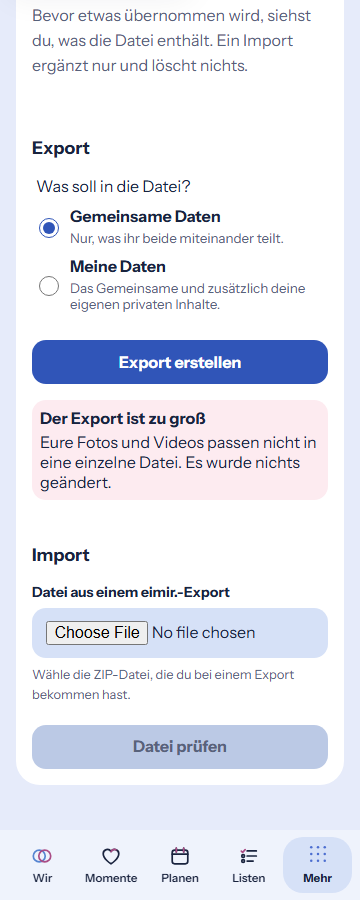 Bevor etwas übernommen wird, siehst
du, was die Datei enthält. Ein Import
ergänzt nur und löscht nichts.
Export
Was soll in die Datei?
Gemeinsame Daten
Nur, was ihr beide miteinander teilt.
Meine Daten
Das Gemeinsame und zusätzlich deine
eigenen privaten Inhalte.
Export erstellen
Der Export ist zu groß
Eure Fotos und Videos passen nicht in
eine einzelne Datei. Es wurde nichts
geändert.
Import
Datei aus einem eimir.-Export
Choose File No file chosen
Wähle die ZIP-Datei, die du bei einem Export
bekommen hast.
Datei prüfen
Wir Momente Planen Listen Mehr